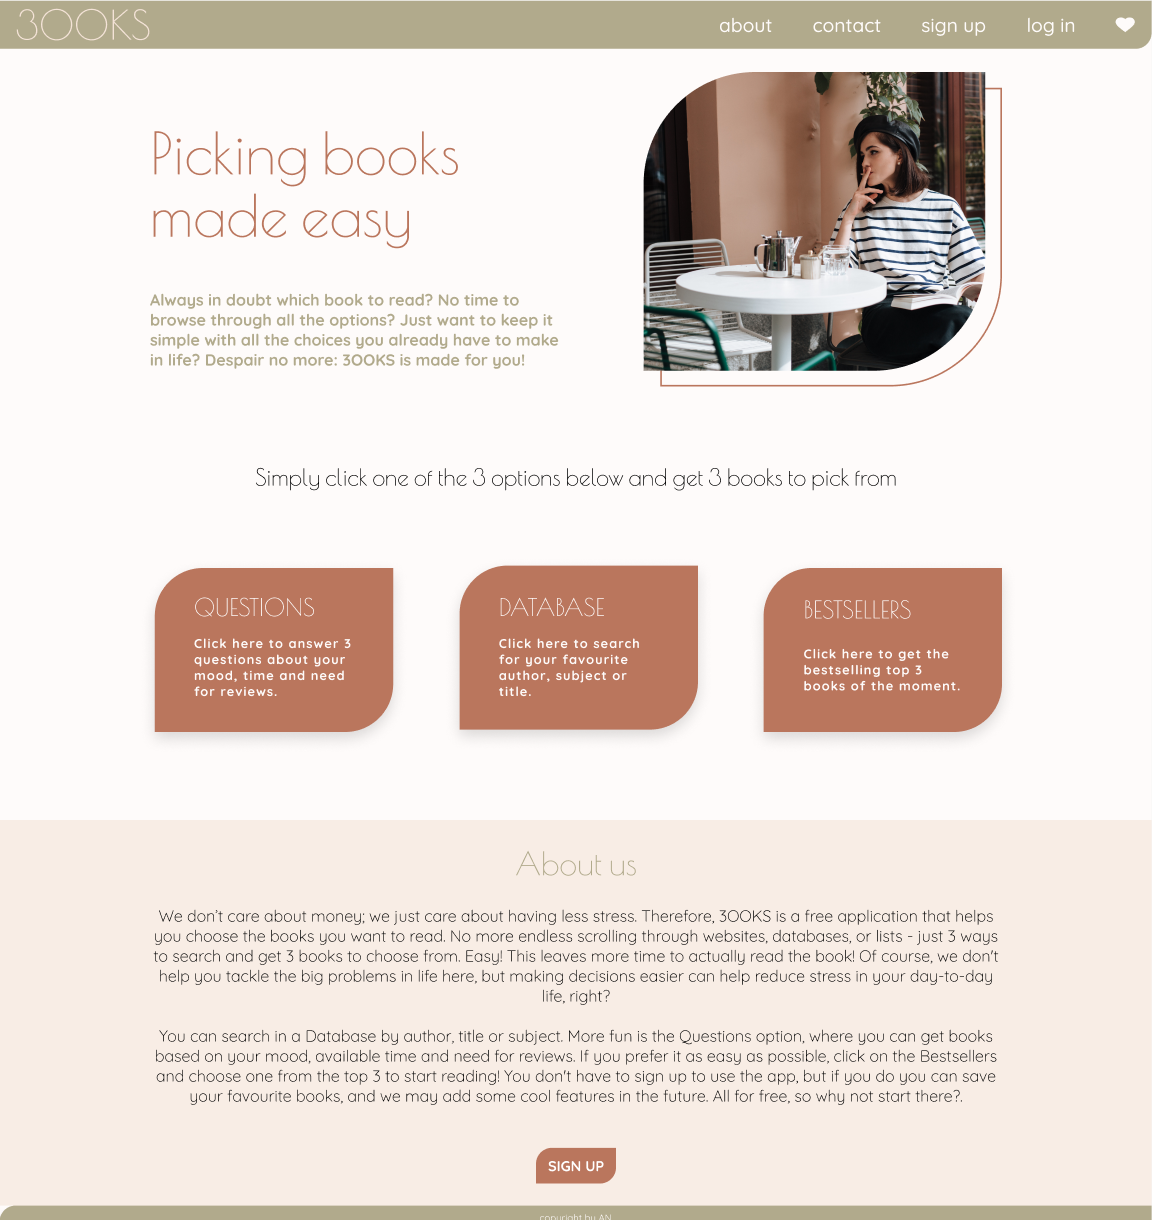 3OOKS
about contact sign up log in
Picking books
made easy
Always in doubt which book to read? No time to
browse through all the options? Just want to keep it
simple with all the choices you already have to make
in life? Despair no more: 3OOKS is made for you!
Simply click one of the 3 options below and get 3 books to pick from
QUESTIONS
Click here to answer 3
questions about your
mood, time and need
for reviews.
DATABASE
Click here to search
for your favourite
author, subject or
title.
BESTSELLERS
Click here to get the
bestselling top 3
books of the moment.
About us
We don't care about money; we just care about having less stress. Therefore, 3OOKS is a free application that helps
you choose the books you want to read. No more endless scrolling through websites, databases, or lists - just 3 ways
to search and get 3 books to choose from. Easy! This leaves more time to actually read the book! Of course, we don't
help you tackle the big problems in life here, but making decisions easier can help reduce stress in your day-to-day
life, right?
You can search in a Database by author, title or subject. More fun is the Questions option, where you can get books
based on your mood, available time and need for reviews. If you prefer it as easy as possible, click on the Bestsellers
and choose one from the top 3 to start reading! You don't have to sign up to use the app, but if you do you can save
your favourite books, and we may add some cool features in the future. All for free, so why not start there?.
SIGN UP
copyright by AN